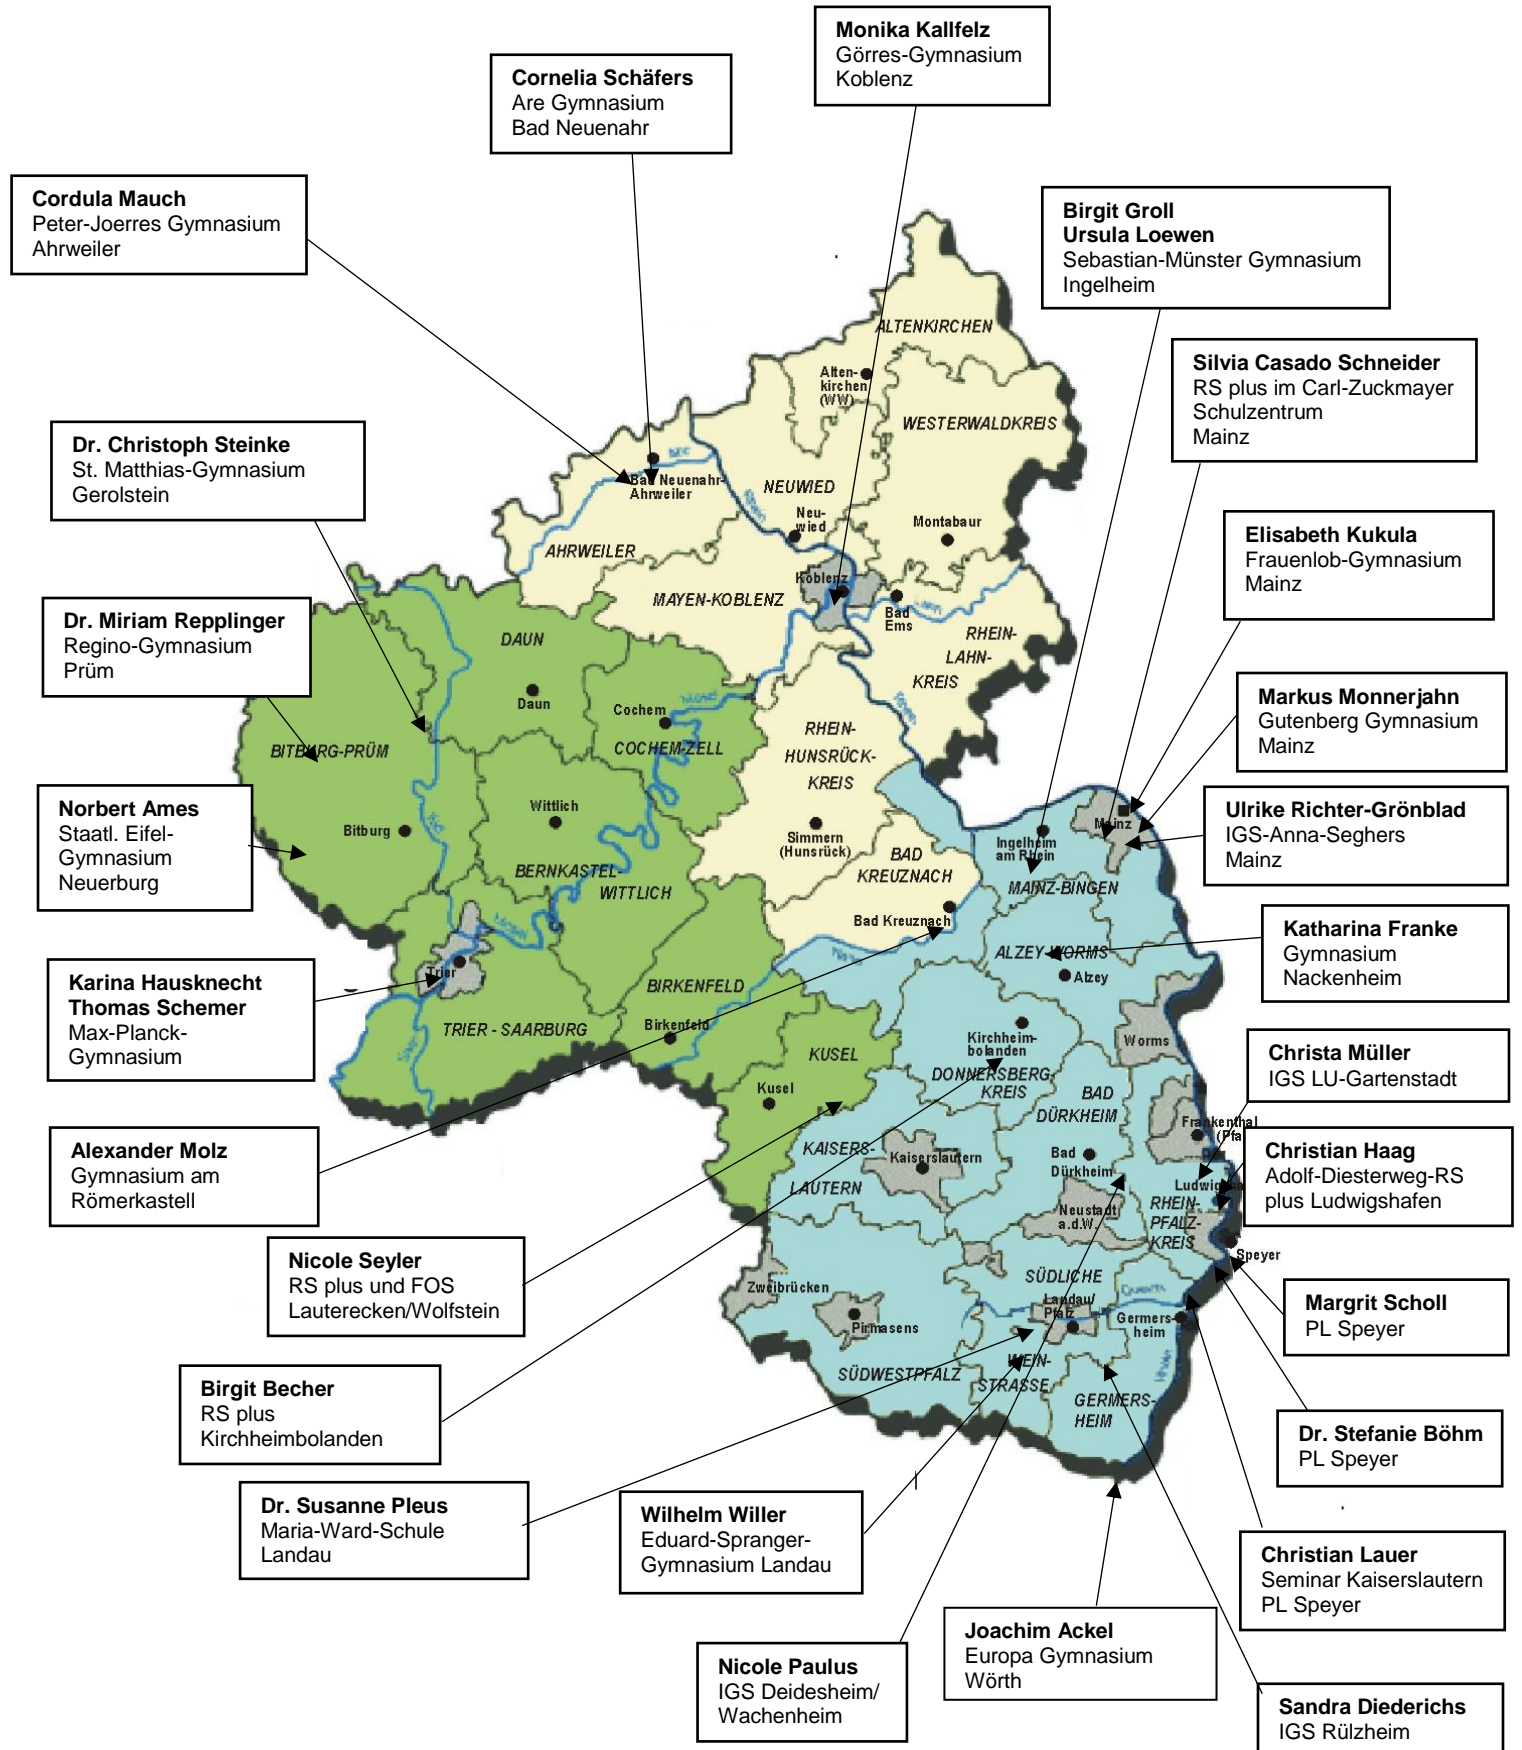 Monika Kallfelz
Görres-Gymnasium
Koblenz
Cornelia Schäfers
Are Gymnasium
Bad Neuenahr
Cordula Mauch
Peter-Joerres Gymnasium
Ahrweiler
Birgit Groll
Ursula Loewen
Sebastian-Münster Gymnasium
Ingelheim
Silvia Casado Schneider
RS plus im Carl-Zuckmayer
Schulzentrum
Mainz
Dr. Christoph Steinke
St. Matthias-Gymnasium
Gerolstein
Elisabeth Kukula
Frauenlob-Gymnasium
Mainz
Dr. Miriam Repplinger
Regino-Gymnasium
Prüm
Markus Monnerjahn
Gutenberg Gymnasium
Mainz
Norbert Ames
Staatl. Eifel-
Gymnasium
Neuerburg
Ulrike Richter-Grönblad
IGS-Anna-Seghers
Mainz
Katharina Franke
Gymnasium
Nackenheim
Karina Hausknecht
Thomas Schemer
Max-Planck-
Gymnasium
Christa Müller
IGS LU-Gartenstadt
Alexander Molz
Gymnasium am
Römerkastell
Christian Haag
Adolf-Diesterweg-RS
plus Ludwigshafen
Nicole Seyler
RS plus und FOS
Lauterecken/Wolfstein
Margrit Scholl
PL Speyer
Birgit Becher
RS plus
Kirchheimbolanden
Dr. Stefanie Böhm
PL Speyer
Dr. Susanne Pleus
Maria-Ward-Schule
Landau
Wilhelm Willer
Eduard-Spranger-
Gymnasium Landau
Christian Lauer
Seminar Kaiserslautern
PL Speyer
Joachim Ackel
Europa Gymnasium
Wörth
Nicole Paulus
IGS Deidesheim/
Wachenheim
Sandra Diederichs
IGS Rülzheim
ALTENKIRCHEN
Alten-
kirchen
(WW)
WESTERWALDKREIS
Bad Neuenahr-
Ahrweiler
NEUWIED
Neu-
wied
Montabaur
AHRWEILER
Koblenz
MAYEN-KOBLENZ
Bad
Ems
Lahn
RHEIN-
LAHN-
KREIS
Rhein
Rhein
DAUN
Daun
Mosel
Cochem
COCHEM-ZELL
BITBURG-PRÜM
RHEIN-
HUNSRÜCK-
KREIS
Wittlich
Bitburg
Simmern
(Hunsrück)
BERNKASTEL-
WITTLICH
BAD
KREUZNACH
Bad Kreuznach
Mainz
Ingelheim
am Rhein
MAINZ-BINGEN
Mosel
Trier
ALZEY-WORMS
Alzey
BIRKENFELD
Birkenfeld
TRIER - SAARBURG
KUSEL
Kusel
Kirchheim-
bolanden
DONNERSBERG-
KREIS
Worms
BAD
DÜRKHEIM
Bad
Dürkheim
Frankenthal
KAISERS-
LAUTERN
Kaiserslautern
Neustadt
a.d.W.
RHEIN-
PFALZ-
KREIS
Speyer
Zweibrücken
Pirmasens
SÜDWESTPFALZ
SÜDLICHE
Landau/
Pfalz
WEIN-
STRASSE
Queich
Germers-
heim
GERMERS-
HEIM